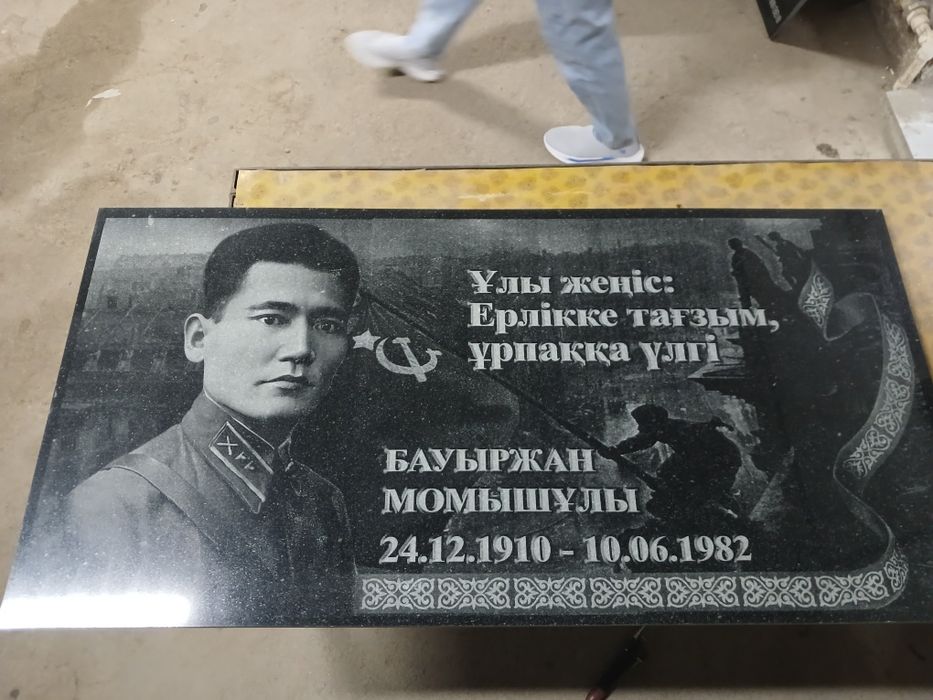 Ұлы жеңіс:
Ерлікке тағзым,
ұрпаққа үлгі
БАУЫРЖАН
МОМЫШҰЛЫ
24.12.1910 - 10.06.1982